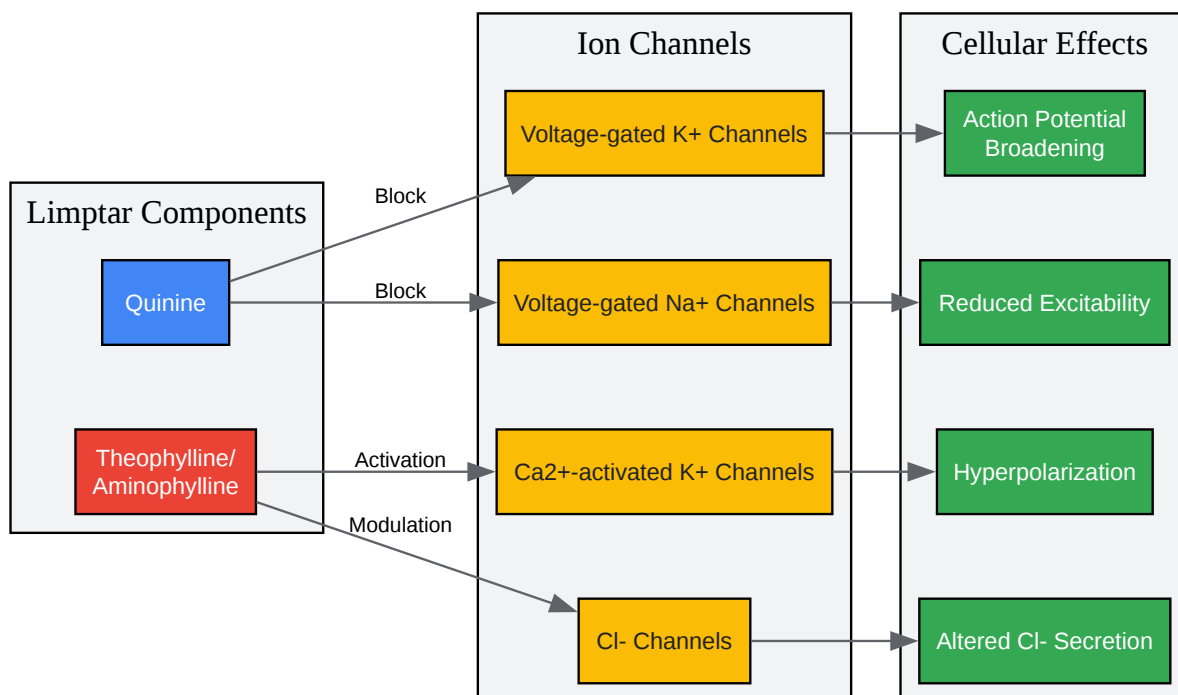 Limptar Components
Quinine
Theophylline/
Aminophylline
Block
Block
Activation
Modulation
Ion Channels
Voltage-gated K+ Channels
Voltage-gated Na+ Channels
Ca2+-activated K+ Channels
Cl- Channels
Cellular Effects
Action Potential
Broadening
Reduced Excitability
Hyperpolarization
Altered Cl- Secretion